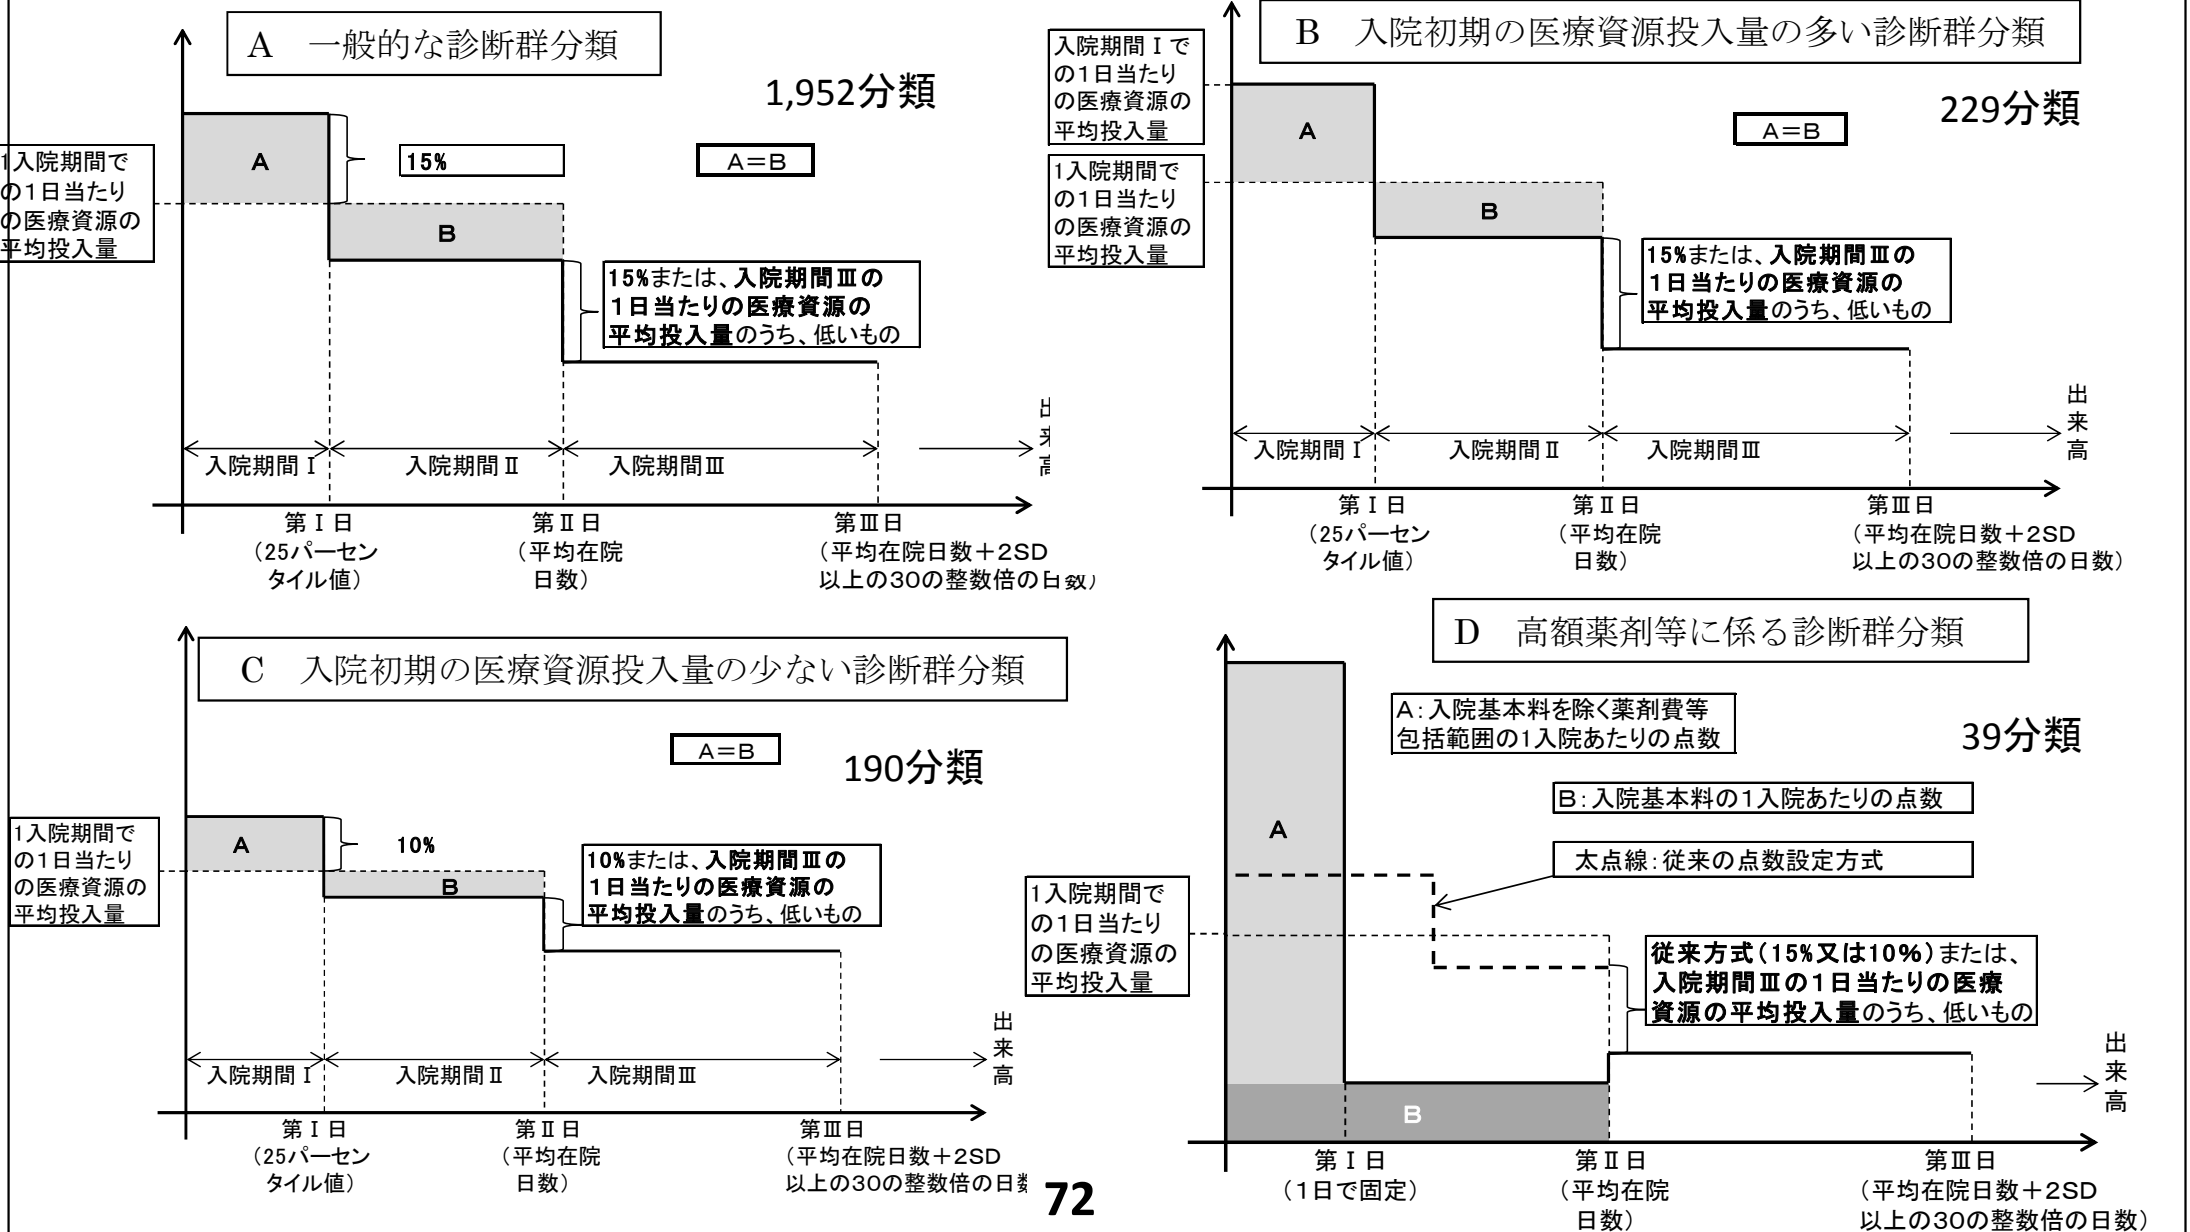 A　一般的な診断群分類
1,952分類
1入院期間で
の1日当たり
の医療資源の
平均投入量
A
15%
A＝B
B
15%または、入院期間Ⅲの
1日当たりの医療資源の
平均投入量のうち、低いもの
入院期間Ⅰ
入院期間Ⅱ
入院期間Ⅲ
出
来
高
第Ⅰ日
（25パーセン
タイル値）
第Ⅱ日
（平均在院
日数）
第Ⅲ日
（平均在院日数＋2SD
以上の30の整数倍の日数）
B　入院初期の医療資源投入量の多い診断群分類
229分類
入院期間Ⅰで
の1日当たり
の医療資源の
平均投入量
1入院期間で
の1日当たり
の医療資源の
平均投入量
A
A＝B
B
15%または、入院期間Ⅲの
1日当たりの医療資源の
平均投入量のうち、低いもの
入院期間Ⅰ
入院期間Ⅱ
入院期間Ⅲ
出
来
高
第Ⅰ日
（25パーセン
タイル値）
第Ⅱ日
（平均在院
日数）
第Ⅲ日
（平均在院日数＋2SD
以上の30の整数倍の日数）
C　入院初期の医療資源投入量の少ない診断群分類
A＝B
190分類
1入院期間で
の1日当たり
の医療資源の
平均投入量
A
10%
B
10%または、入院期間Ⅲの
1日当たりの医療資源の
平均投入量のうち、低いもの
入院期間Ⅰ
入院期間Ⅱ
入院期間Ⅲ
出
来
高
第Ⅰ日
（25パーセン
タイル値）
第Ⅱ日
（平均在院
日数）
第Ⅲ日
（平均在院日数＋2SD
以上の30の整数倍の日数
D　高額薬剤等に係る診断群分類
A：入院基本料を除く薬剤費等
包括範囲の1入院あたりの点数
39分類
B：入院基本料の1入院あたりの点数
太点線：従来の点数設定方式
A
1入院期間で
の1日当たり
の医療資源の
平均投入量
従来方式（15%又は10%）または、
入院期間Ⅲの1日当たりの医療
資源の平均投入量のうち、低いもの
出
来
高
B
第Ⅰ日
（1日で固定）
第Ⅱ日
（平均在院
日数）
第Ⅲ日
（平均在院日数＋2SD
以上の30の整数倍の日数）
72